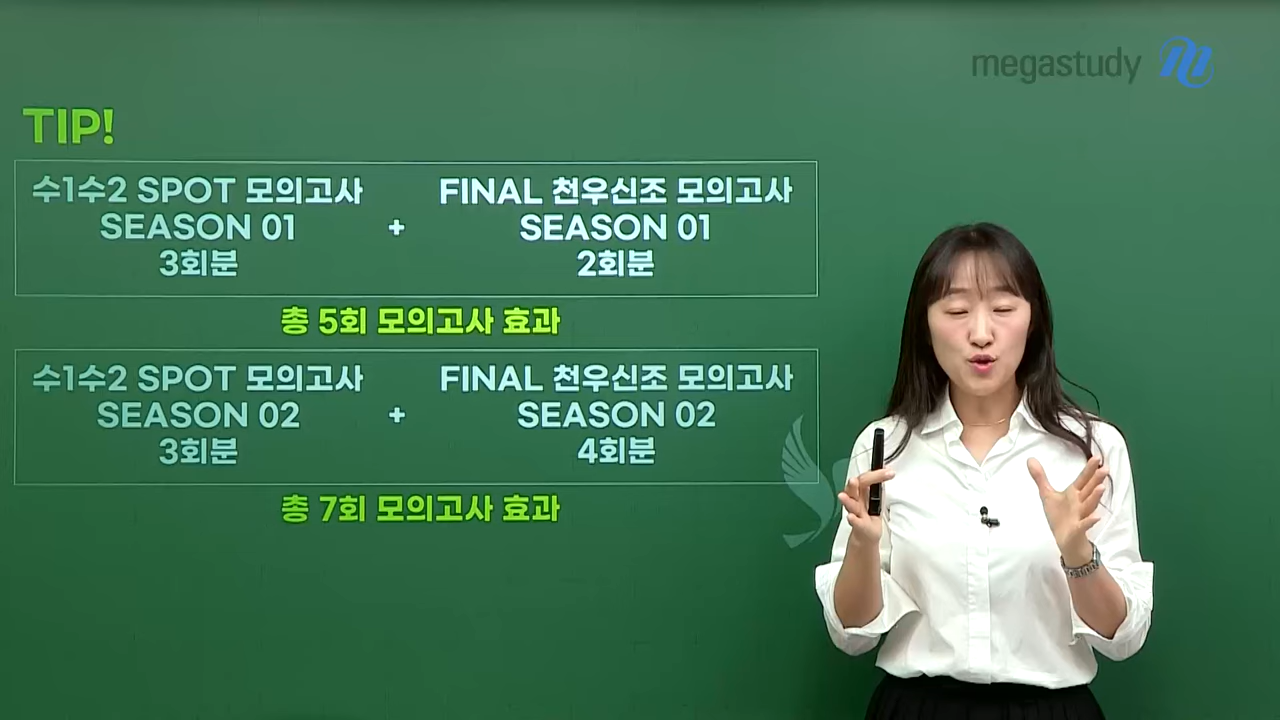 megastudy
TIP!
수1수2 SPOT 모의고사
SEASON 01
3회분
+
FINAL 천우신조 모의고사
SEASON 01
2회분
총 5회 모의고사 효과
수1수2 SPOT 모의고사
SEASON 02
3회분
+
FINAL 천우신조 모의고사
SEASON 02
4회분
총 7회 모의고사 효과